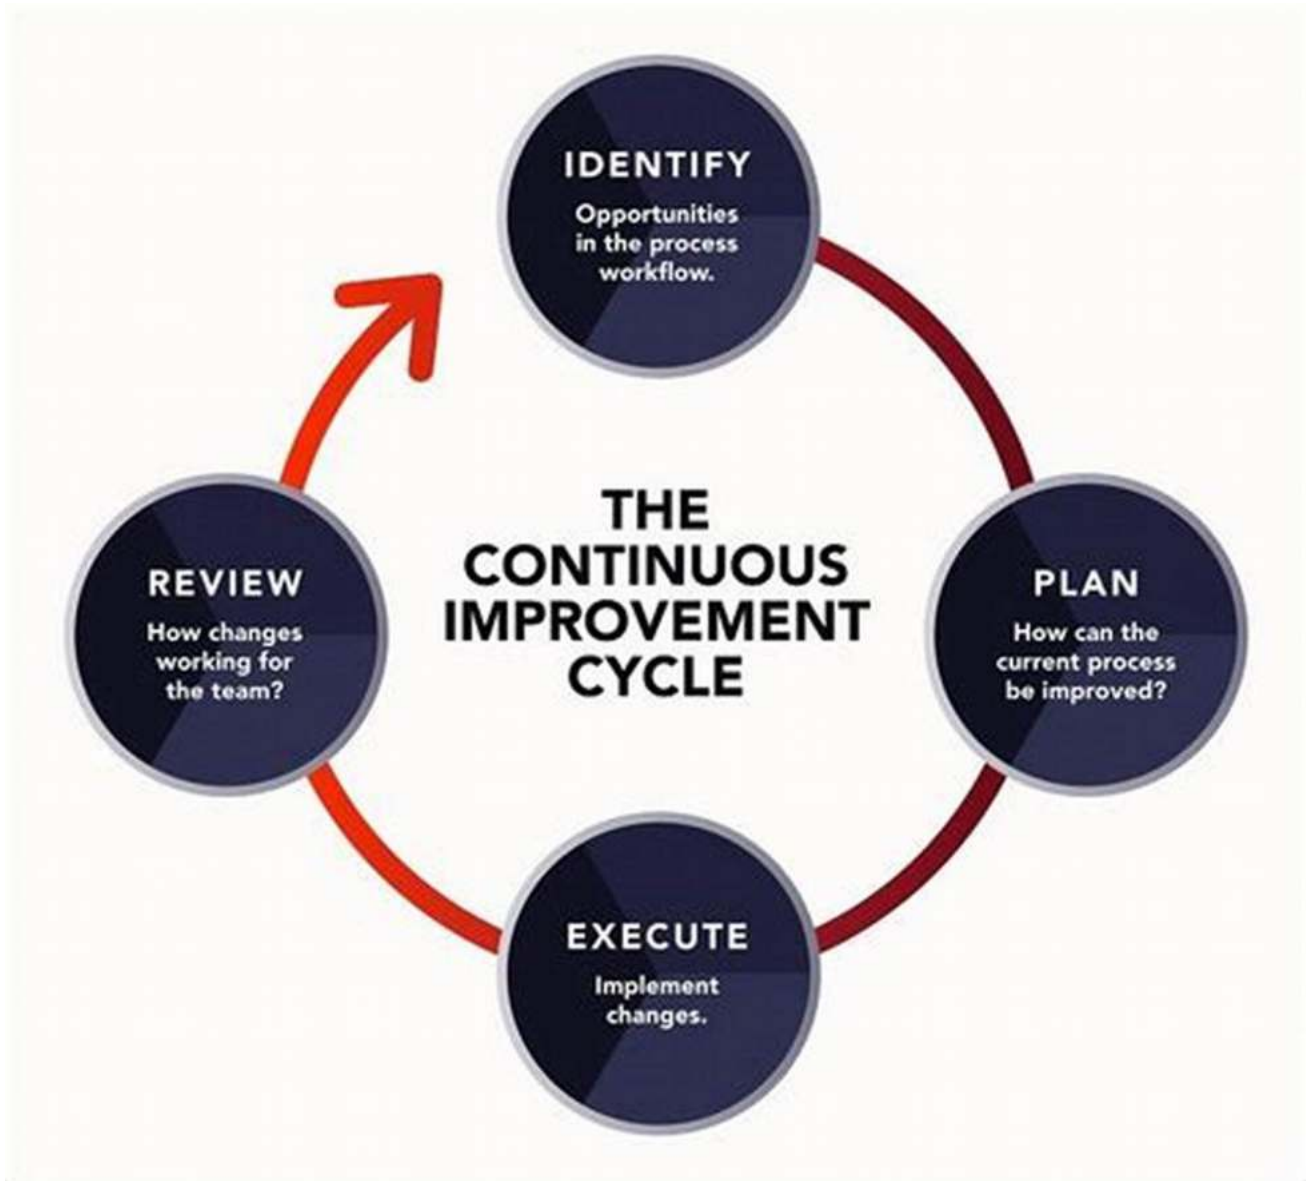 IDENTIFY
Opportunities
in the process
workflow.
PLAN
How can the
current process
be improved?
EXECUTE
Implement
changes.
REVIEW
How changes
working for
the team?
THE
CONTINUOUS
IMPROVEMENT
CYCLE